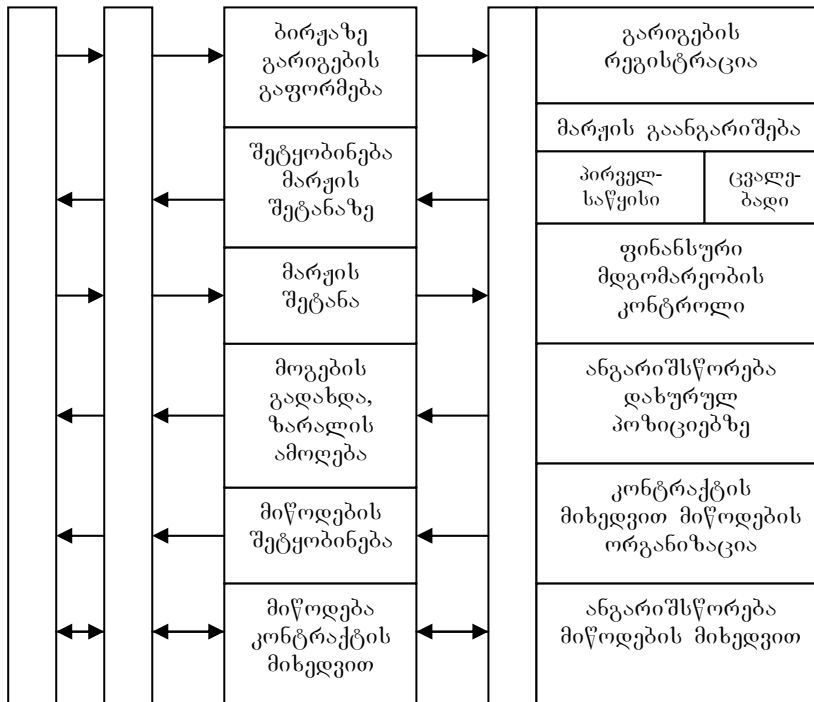 ბირჟაზე
გარიგების
გაფორმება
შეტყობინება
მარჟის
შეტანაზე
მარჟის
შეტანა
მოგების
გადახდა,
ზარალის
ამოღება
მიწოდების
შეტყობინება
მიწოდება
კონტრაქტის
მიხედვით
გარიგების
რეგისტრაცია
მარჟის გაანგარიშება
პირველ-
საწყისი
ცვალე-
ბადი
ფინანსური
მდგომარეობის
კონტროლი
ანგარიშსწორება
დახურულ
პოზიციებზე
კონტრაქტის
მიხედვით მიწოდების
ორგანიზაცია
ანგარიშსწორება
მიწოდების მიხედვით